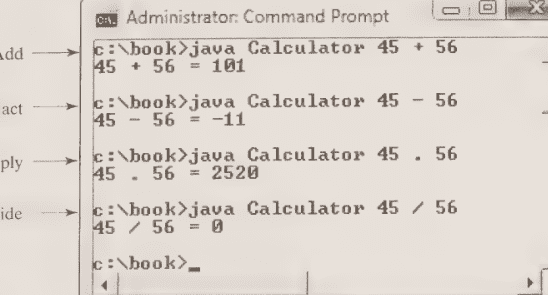 Administrator: Command Prompt
Add
c:\book>java Calculator 45 + 56
45 + 56 = 101
act
c:\book>java Calculator 45 - 56
45 - 56 = -11
ply
c:\book>java Calculator 45 . 56
45 . 56 = 2520
ide
c:\book>java Calculator 45 / 56
45 / 56 = 0
c:\book>_